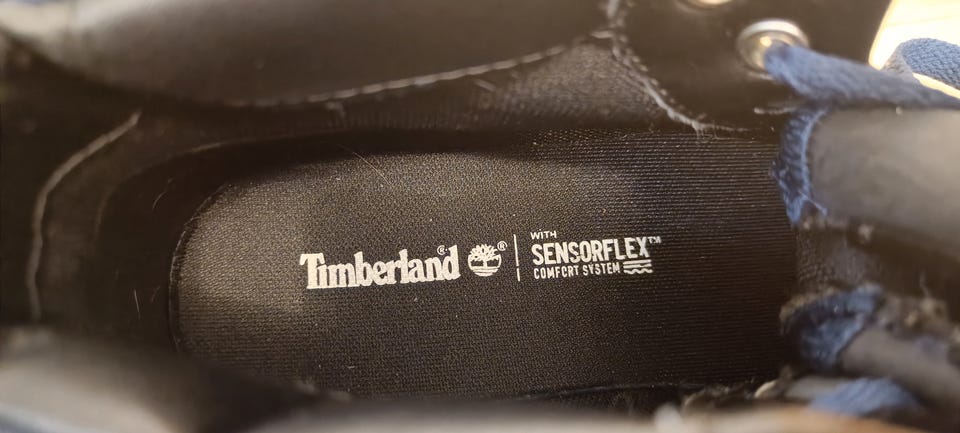 Timberland® ® | WITH
SENSORFLEX™
COMFORT SYSTEM